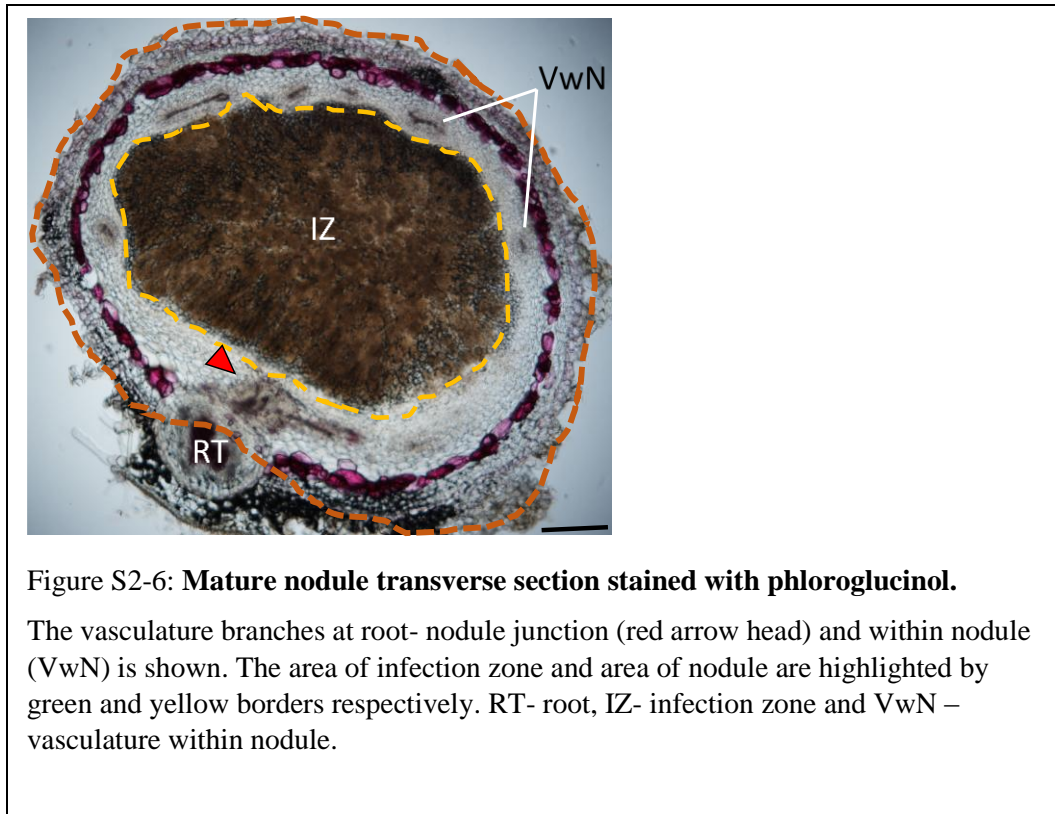 VwN
IZ
RT
Figure S2-6: Mature nodule transverse section stained with phloroglucinol.
The vasculature branches at root- nodule junction (red arrow head) and within nodule
(VwN) is shown. The area of infection zone and area of nodule are highlighted by
green and yellow borders respectively. RT- root, IZ- infection zone and VwN –
vasculature within nodule.